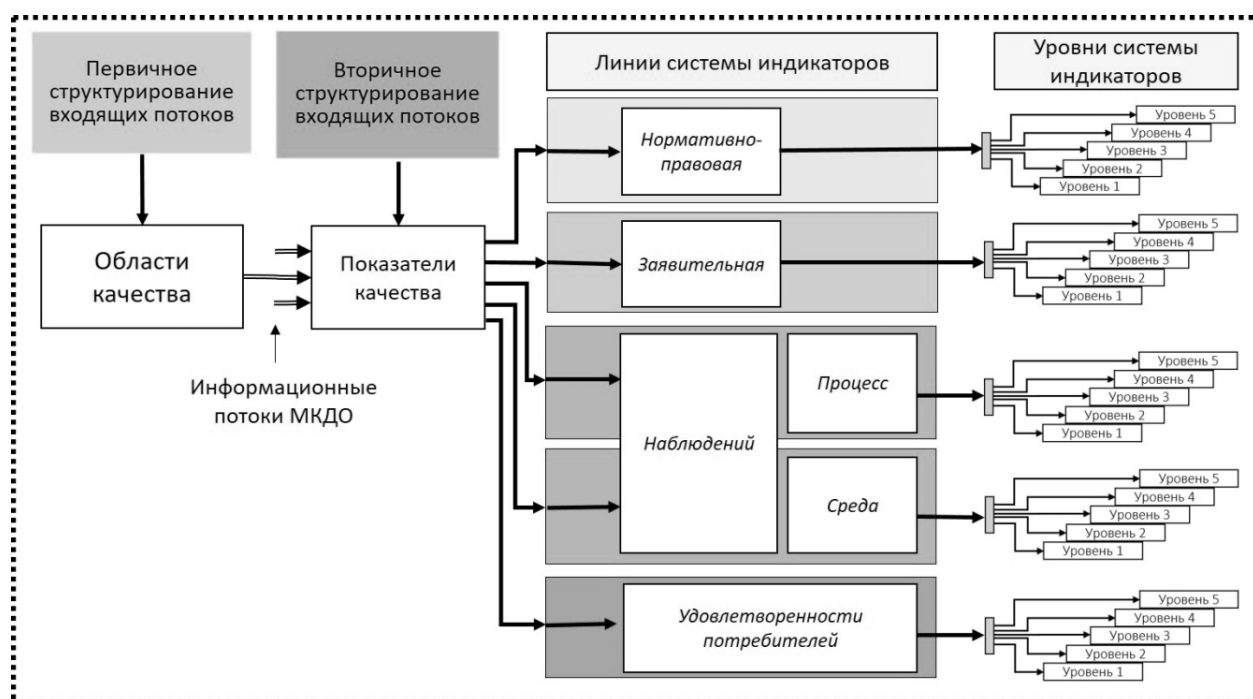 Первичное
структурирование
входящих потоков
Вторичное
структурирование
входящих потоков
Линии системы индикаторов
Уровни системы
индикаторов
Области
качества
Показатели
качества
Информационные
потоки МКДО
Нормативно-
правовая
Уровень 5
Уровень 4
Уровень 3
Уровень 2
Уровень 1
Заявительная
Уровень 5
Уровень 4
Уровень 3
Уровень 2
Уровень 1
Наблюдений
Процесс
Уровень 5
Уровень 4
Уровень 3
Уровень 2
Уровень 1
Среда
Уровень 5
Уровень 4
Уровень 3
Уровень 2
Уровень 1
Удовлетворенности
потребителей
Уровень 5
Уровень 4
Уровень 3
Уровень 2
Уровень 1